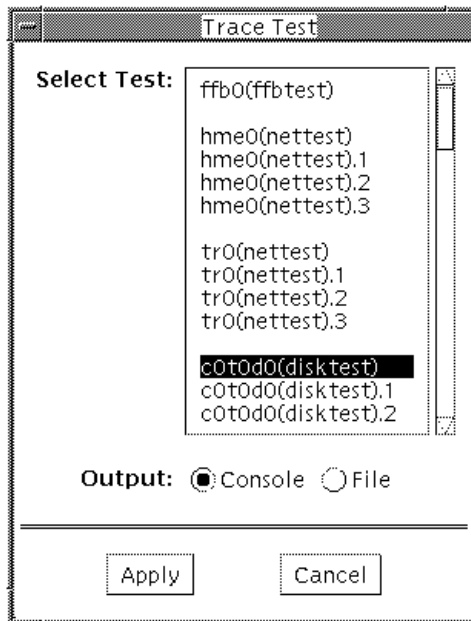 Trace Test
Select Test:
ffb0(ffbtest)
hme0(nettest)
hme0(nettest).1
hme0(nettest).2
hme0(nettest).3
tr0(nettest)
tr0(nettest).1
tr0(nettest).2
tr0(nettest).3
c0t0d0(disktest)
c0t0d0(disktest).1
c0t0d0(disktest).2
Output: Console File
Apply Cancel